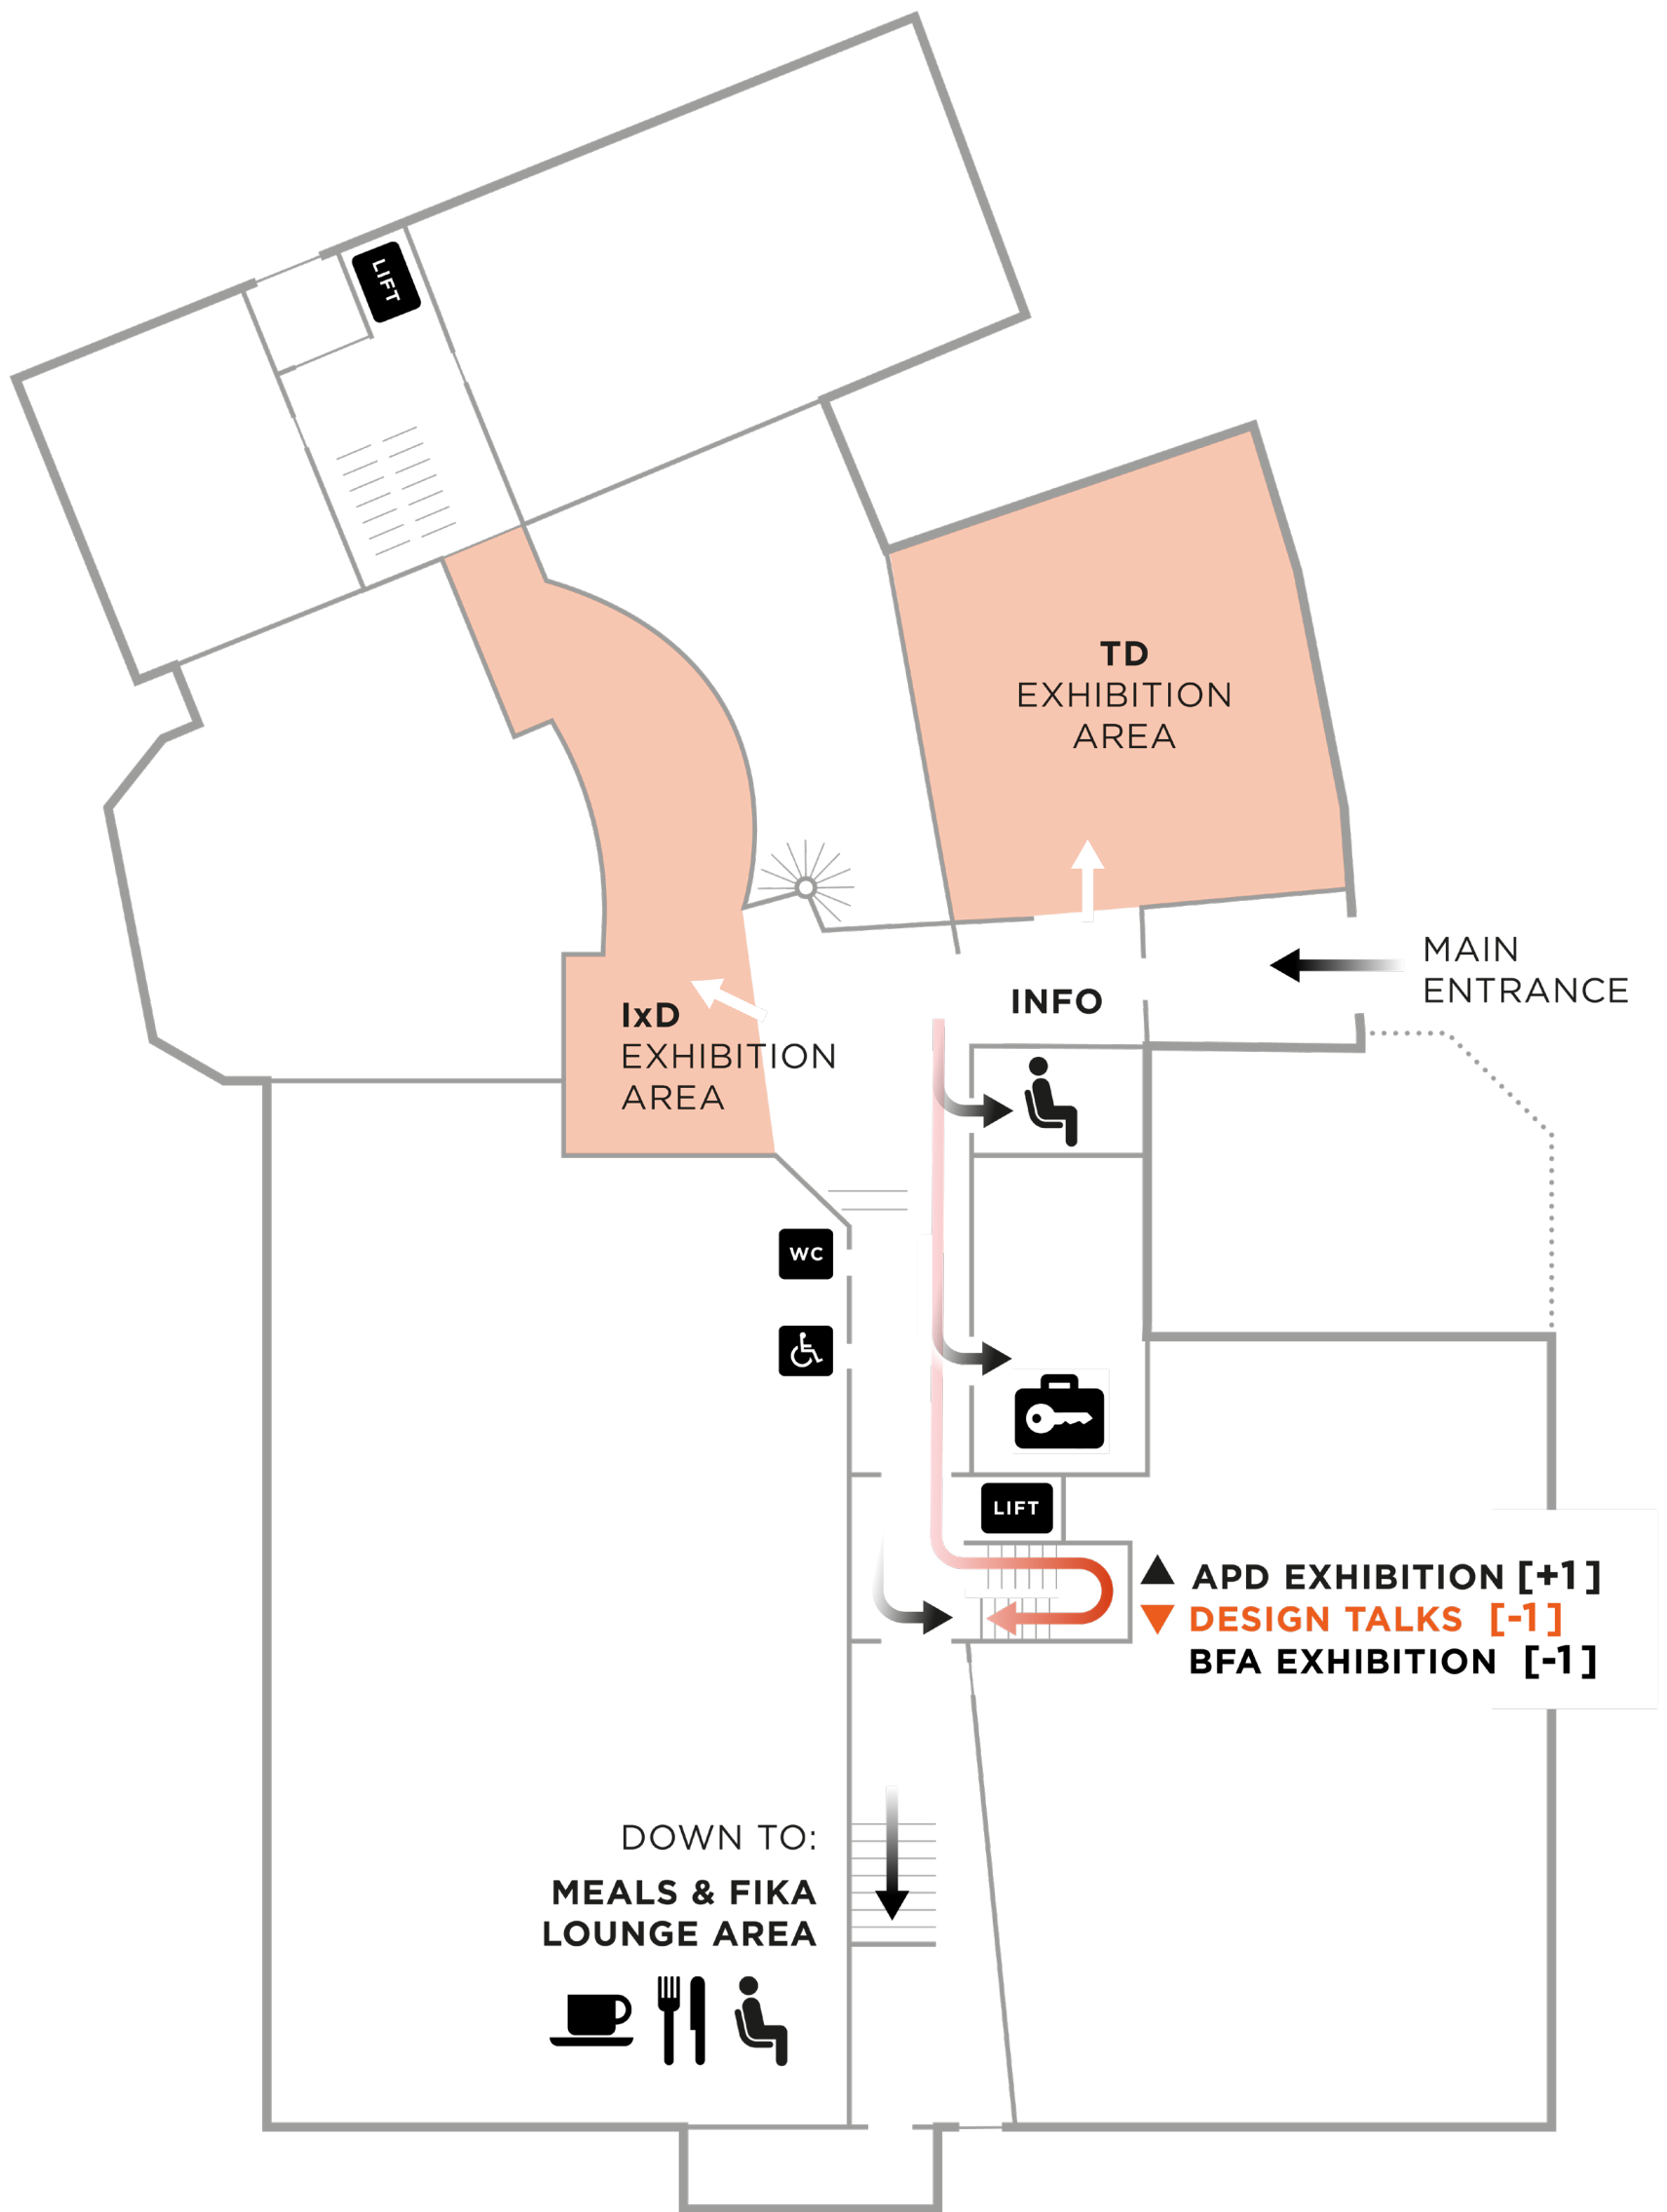 LIFT
TD
EXHIBITION
AREA
MAIN
ENTRANCE
INFO
IxD
EXHIBITION
AREA
WC
LIFT
APD EXHIBITION [+1]
DESIGN TALKS [-1]
BFA EXHIBITION [-1]
DOWN TO:
MEALS & FIKA
LOUNGE AREA